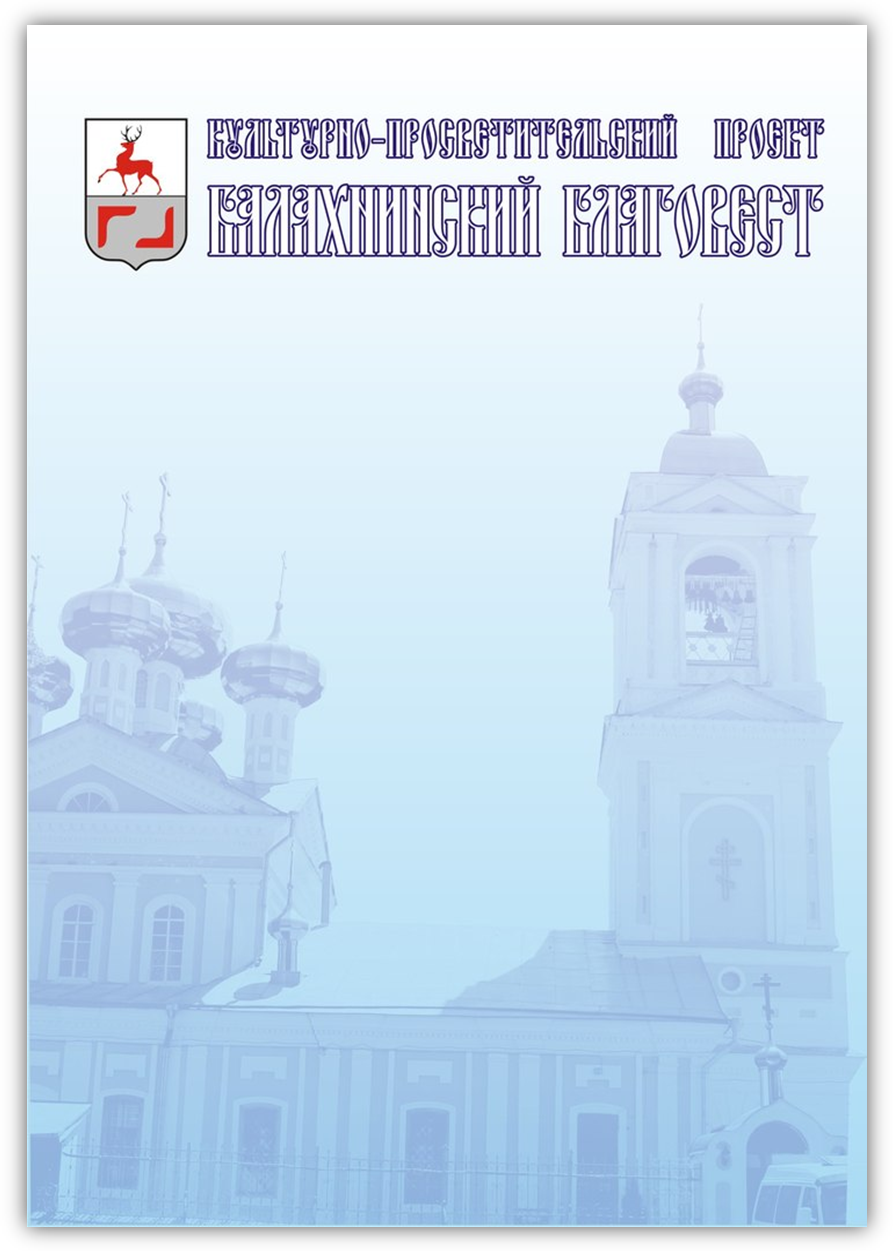 КУЛЬТУРНО-ПРОСВЕТИТЕЛЬСКИЙ ПРОЕКТ
БАЛАХНИНСКИЙ БЛАГОВЕСТ